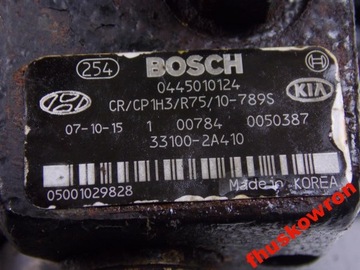 254 BOSCH
0445010124
CR/CP1H3/R75/10-789S
KIA
07-10-15 1 00784 0050387
33100-2A410
05001029828 Made in KOREA
fhuskowren